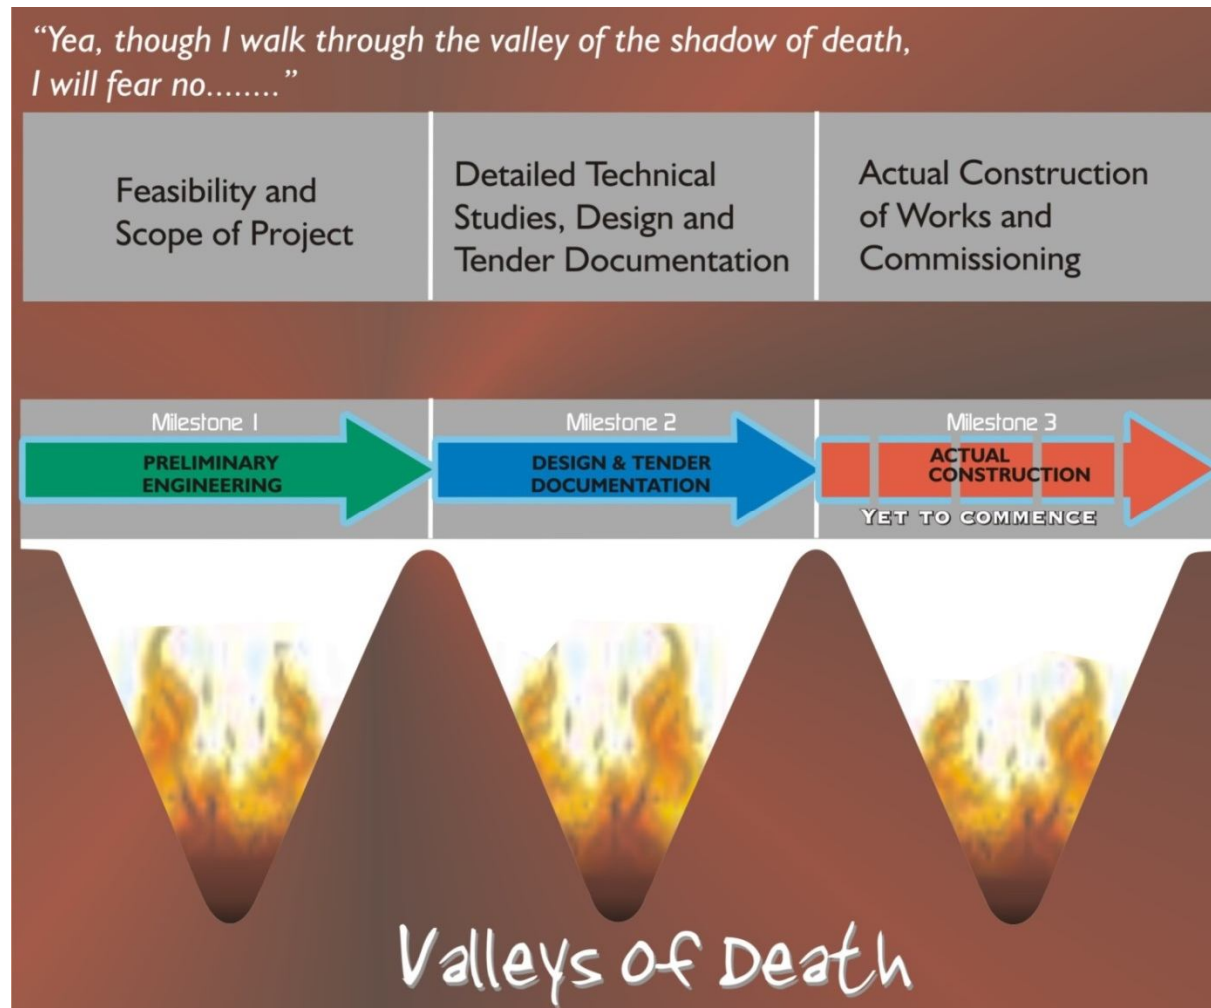 “Yea, though I walk through the valley of the shadow of death,
I will fear no........”
Feasibility and
Scope of Project
Detailed Technical
Studies, Design and
Tender Documentation
Actual Construction
of Works and
Commissioning
Milestone 1
PRELIMINARY
ENGINEERING
Milestone 2
DESIGN & TENDER
DOCUMENTATION
Milestone 3
ACTUAL
CONSTRUCTION
YET TO COMMENCE
Valleys of Death